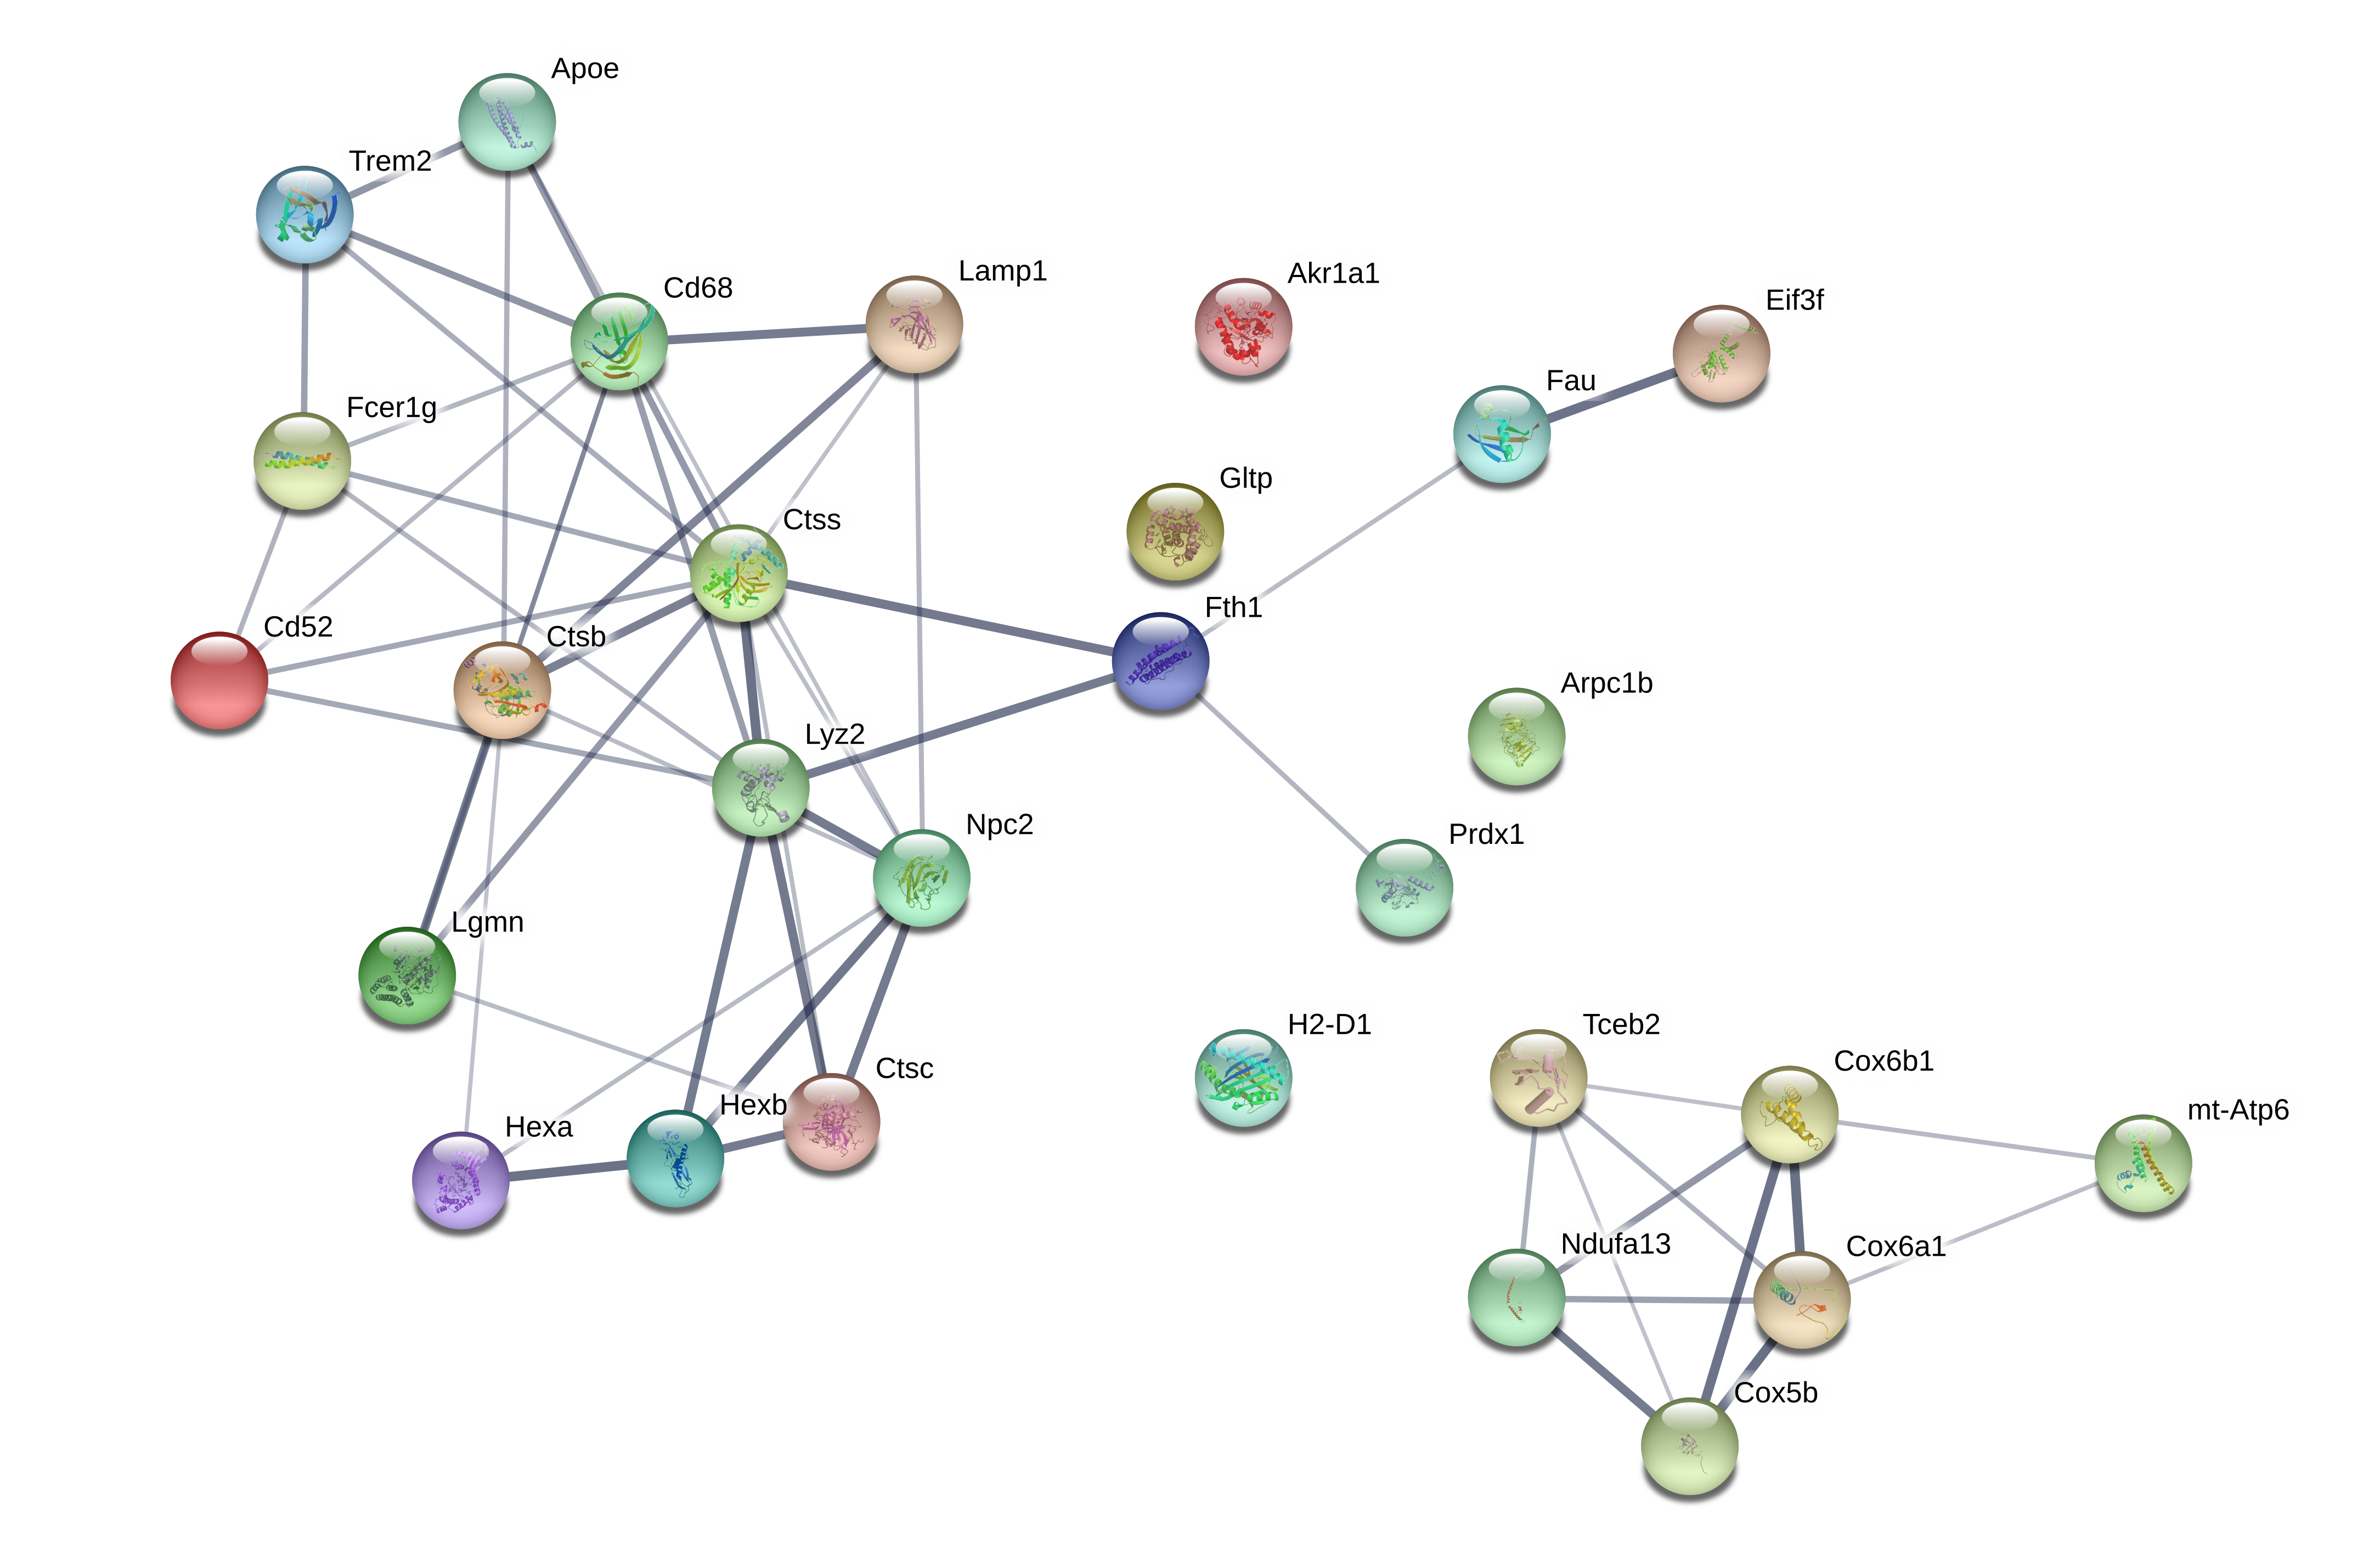 Apoe
Trem2
Lamp1
Akr1a1
Cd68
Eif3f
Fau
Fcer1g
Gltp
Ctss
Fth1
Cd52
Ctsb
Arpc1b
Lyz2
Npc2
Prdx1
Lgmn
H2-D1
Tceb2
Cox6b1
Ctsc
Hexb
mt-Atp6
Hexa
Ndufa13
Cox6a1
Cox5b